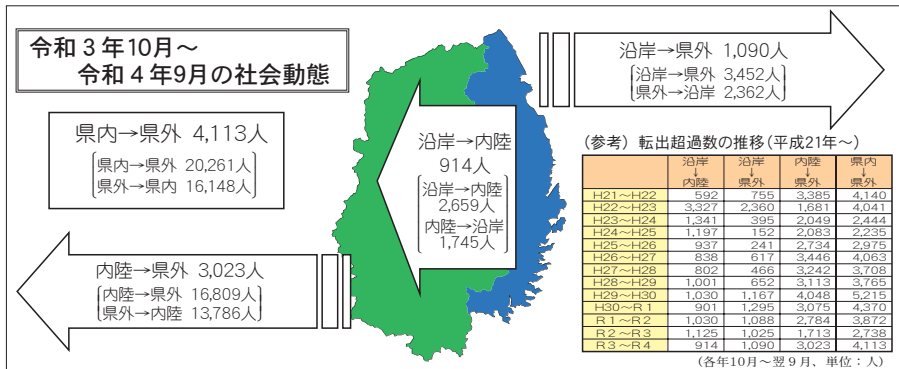 令和３年10月～
令和４年9月の社会動態
県内→県外 4,113人
県内→県外 20,261人
県外→県内 16,148人
沿岸→内陸
914人
沿岸→内陸
2,659人
内陸→沿岸
1,745人
沿岸→県外 1,090人
沿岸→県外 3,452人
県外→沿岸 2,362人
内陸→県外 3,023人
内陸→県外 16,809人
県外→内陸 13,786人
(参考) 転出超過数の推移(平成21年～)
沿岸↓内陸 沿岸↓県外 内陸↓県外 県内↓県外
H21～H22 592 755 3,385 4,140
H22～H23 3,327 2,360 1,681 4,041
H23～H24 1,341 395 2,049 2,444
H24～H25 1,197 152 2,083 2,235
H25～H26 937 241 2,734 2,975
H26～H27 838 617 3,446 4,063
H27～H28 802 466 3,242 3,708
H28～H29 1,001 652 3,113 3,765
H29～H30 1,030 1,167 4,048 5,215
H30～R1 901 1,295 3,075 4,370
R1～R2 1,030 1,088 2,784 3,872
R2～R3 1,125 1,025 1,713 2,738
R3～R4 914 1,090 3,023 4,113
(各年10月～翌９月、単位：人)